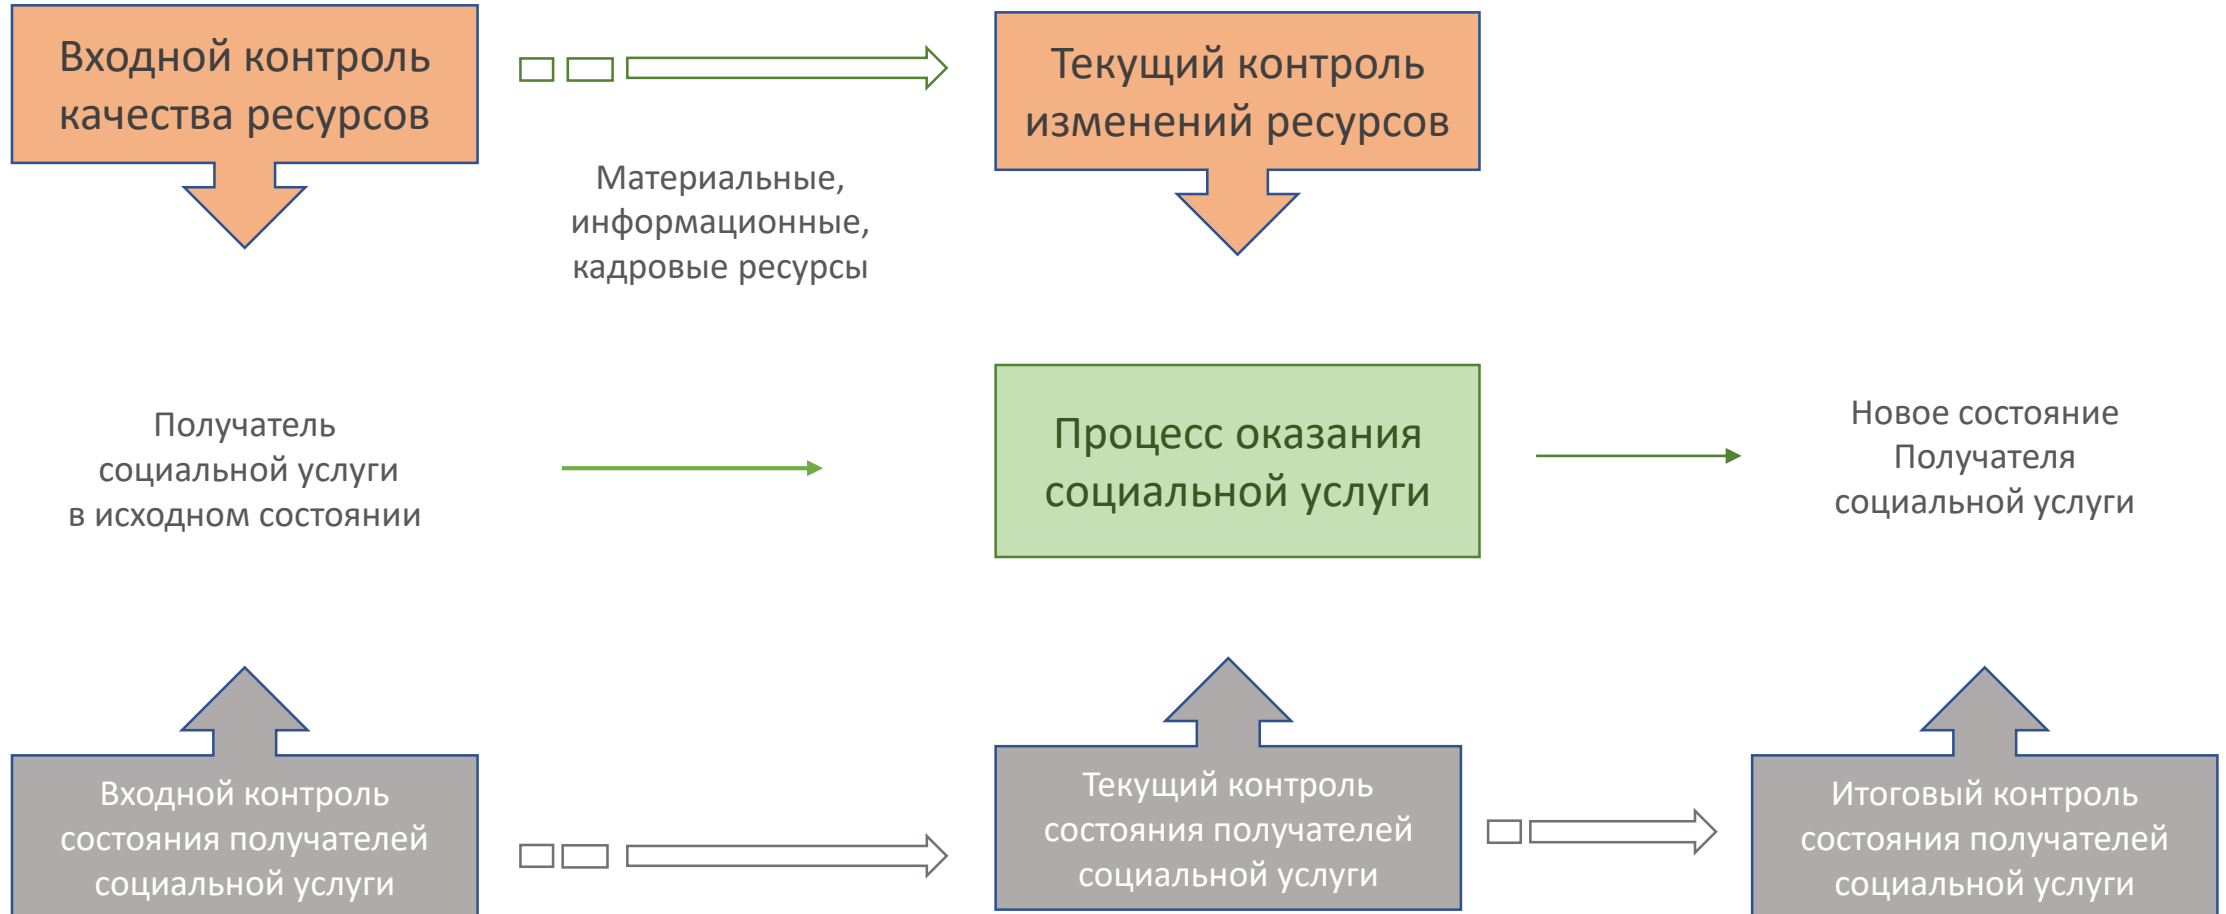 Входной контроль
качества ресурсов
Текущий контроль
изменений ресурсов
Материальные,
информационные,
кадровые ресурсы
Получатель
социальной услуги
в исходном состоянии
Процесс оказания
социальной услуги
Новое состояние
Получателя
социальной услуги
Входной контроль
состояния получателей
социальной услуги
Текущий контроль
состояния получателей
социальной услуги
Итоговый контроль
состояния получателей
социальной услуги